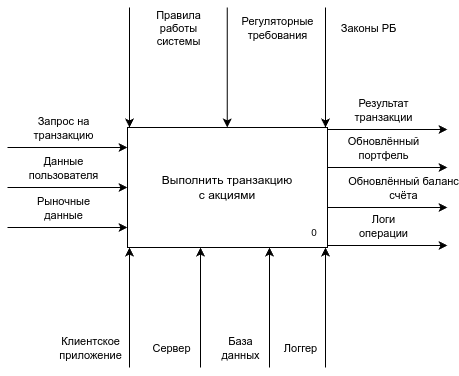 Правила
работы
системы
Регуляторные
требования
Законы РБ
Запрос на
транзакцию
Данные
пользователя
Рыночные
данные
Выполнить транзакцию
с акциями
0
Результат
транзакции
Обновлённый
портфель
Обновлённый баланс
счёта
Логи
операции
Клиентское
приложение
Сервер
База
данных
Логгер